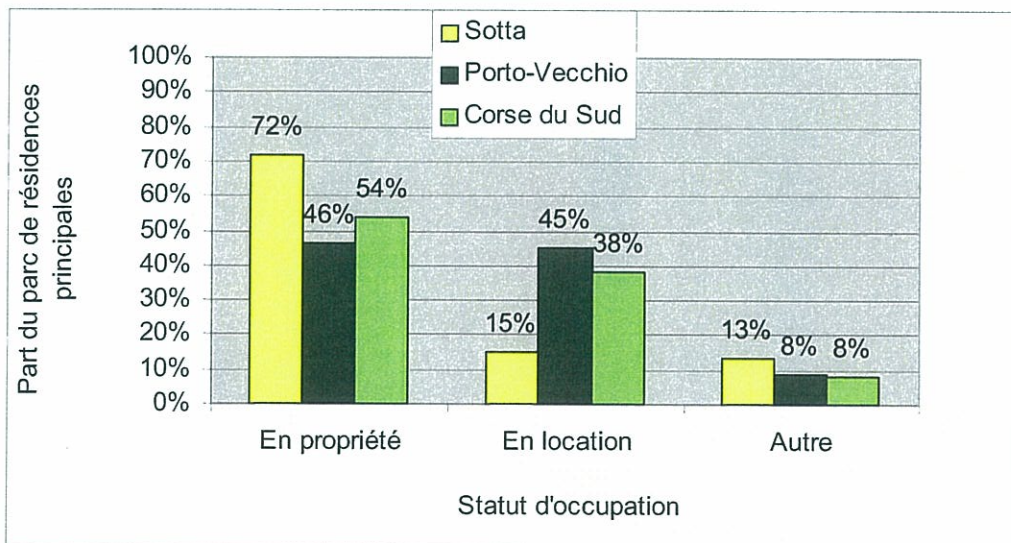 Sotta
Porto-Vecchio
Corse du Sud
Part du parc de résidences
principales
100%
90%
80%
70%
60%
50%
40%
30%
20%
10%
0%
72%
46%
54%
15%
45%
38%
13%
8%
8%
En propriété
En location
Autre
Statut d'occupation